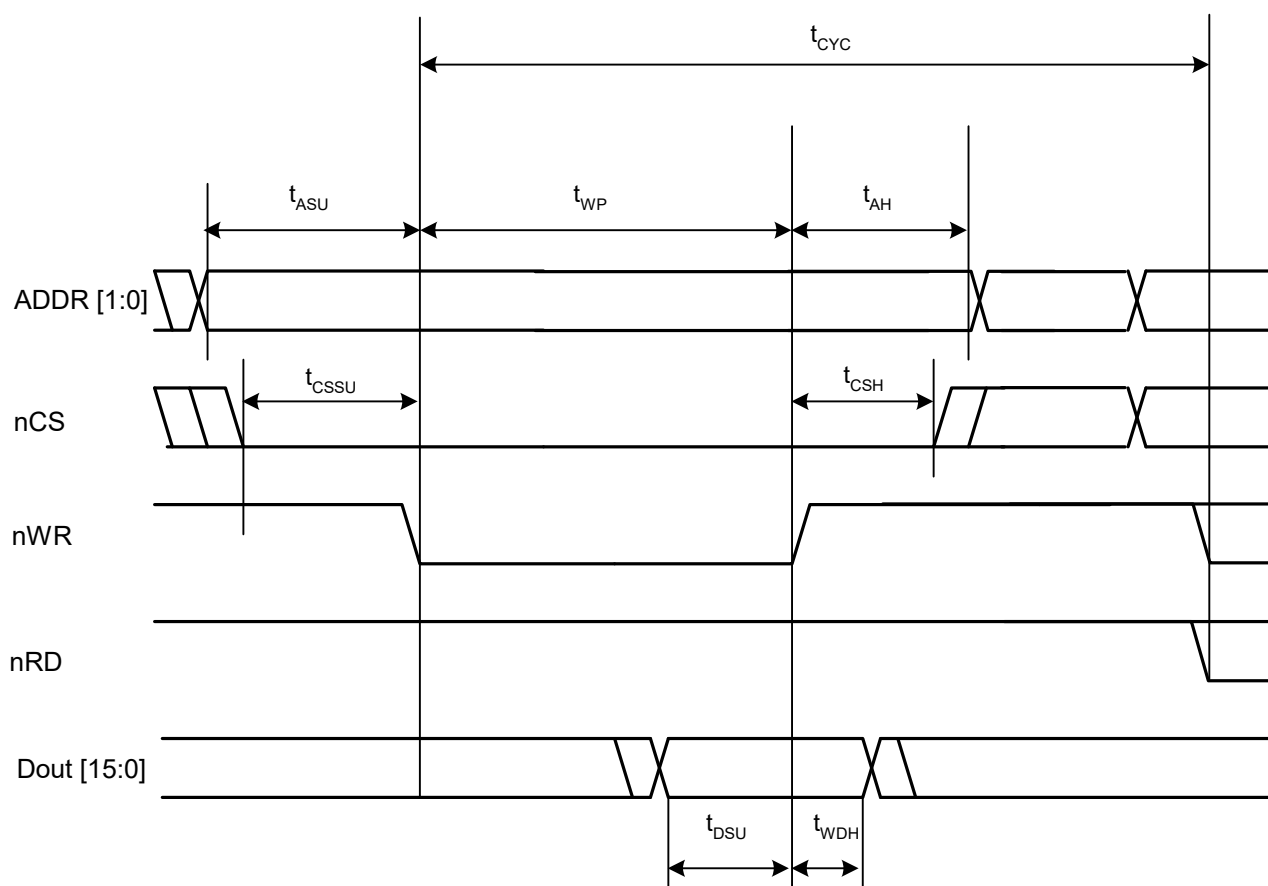 tCYC
tASU
tWP
tAH
ADDR [1:0]
tCSSU
tCSH
nCS
nWR
nRD
Dout [15:0]
tDSU
tWDH